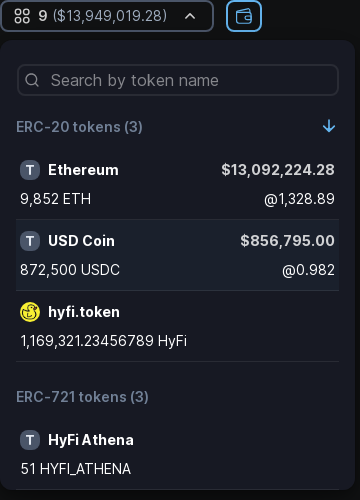 9 ($13,949,019.28)
Search by token name
ERC-20 tokens (3)
T Ethereum $13,092,224.28
9,852 ETH @1,328.89
T USD Coin $856,795.00
872,500 USDC @0.982
hyfi.token
1,169,321.23456789 HyFi
ERC-721 tokens (3)
T HyFi Athena
51 HYFI_ATHENA